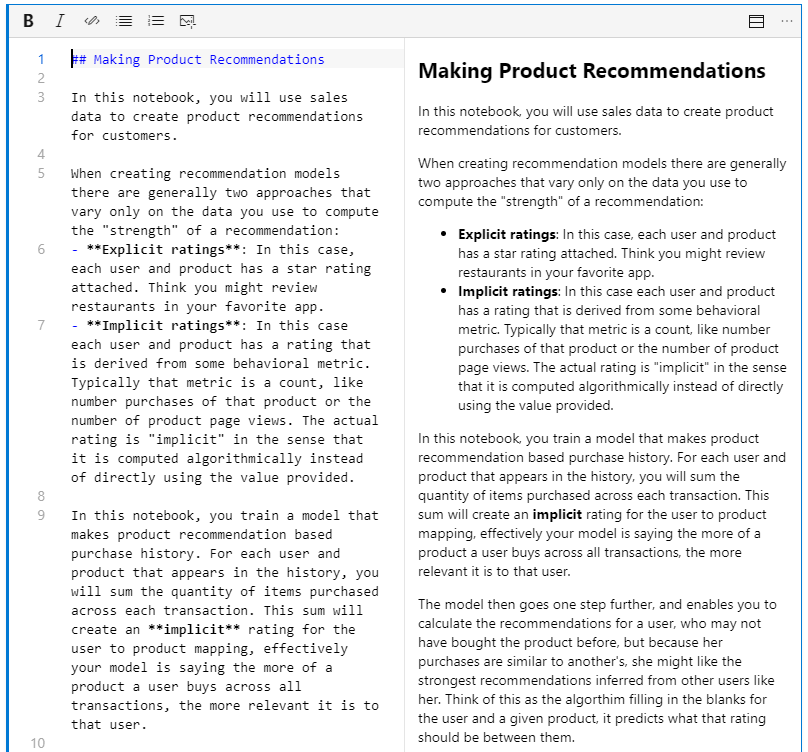 B I
1 ## Making Product Recommendations
2
3 In this notebook, you will use sales
data to create product recommendations
for customers.
4
5 When creating recommendation models
there are generally two approaches that
vary only on the data you use to compute
the "strength" of a recommendation:
6 - **Explicit ratings**: In this case,
each user and product has a star rating
attached. Think you might review
restaurants in your favorite app.
7 - **Implicit ratings**: In this case
each user and product has a rating that
is derived from some behavioral metric.
Typically that metric is a count, like
number purchases of that product or the
number of product page views. The actual
rating is "implicit" in the sense that
it is computed algorithmically instead
of directly using the value provided.
8
9 In this notebook, you train a model that
makes product recommendation based
purchase history. For each user and
product that appears in the history, you
will sum the quantity of items purchased
across each transaction. This sum will
create an **implicit** rating for the
user to product mapping, effectively
your model is saying the more of a
product a user buys across all
transactions, the more relevant it is to
that user.
10
Making Product Recommendations
In this notebook, you will use sales data to create product
recommendations for customers.
When creating recommendation models there are generally
two approaches that vary only on the data you use to
compute the "strength" of a recommendation:
• Explicit ratings: In this case, each user and product
has a star rating attached. Think you might review
restaurants in your favorite app.
• Implicit ratings: In this case each user and product
has a rating that is derived from some behavioral
metric. Typically that metric is a count, like number
purchases of that product or the number of product
page views. The actual rating is "implicit" in the sense
that it is computed algorithmically instead of directly
using the value provided.
In this notebook, you train a model that makes product
recommendation based purchase history. For each user and
product that appears in the history, you will sum the
quantity of items purchased across each transaction. This
sum will create an implicit rating for the user to product
mapping, effectively your model is saying the more of a
product a user buys across all transactions, the more
relevant it is to that user.
The model then goes one step further, and enables you to
calculate the recommendations for a user, who may not
have bought the product before, but because her
purchases are similar to another's, she might like the
strongest recommendations inferred from other users like
her. Think of this as the algorthim filling in the blanks for
the user and a given product, it predicts what that rating
should be between them.